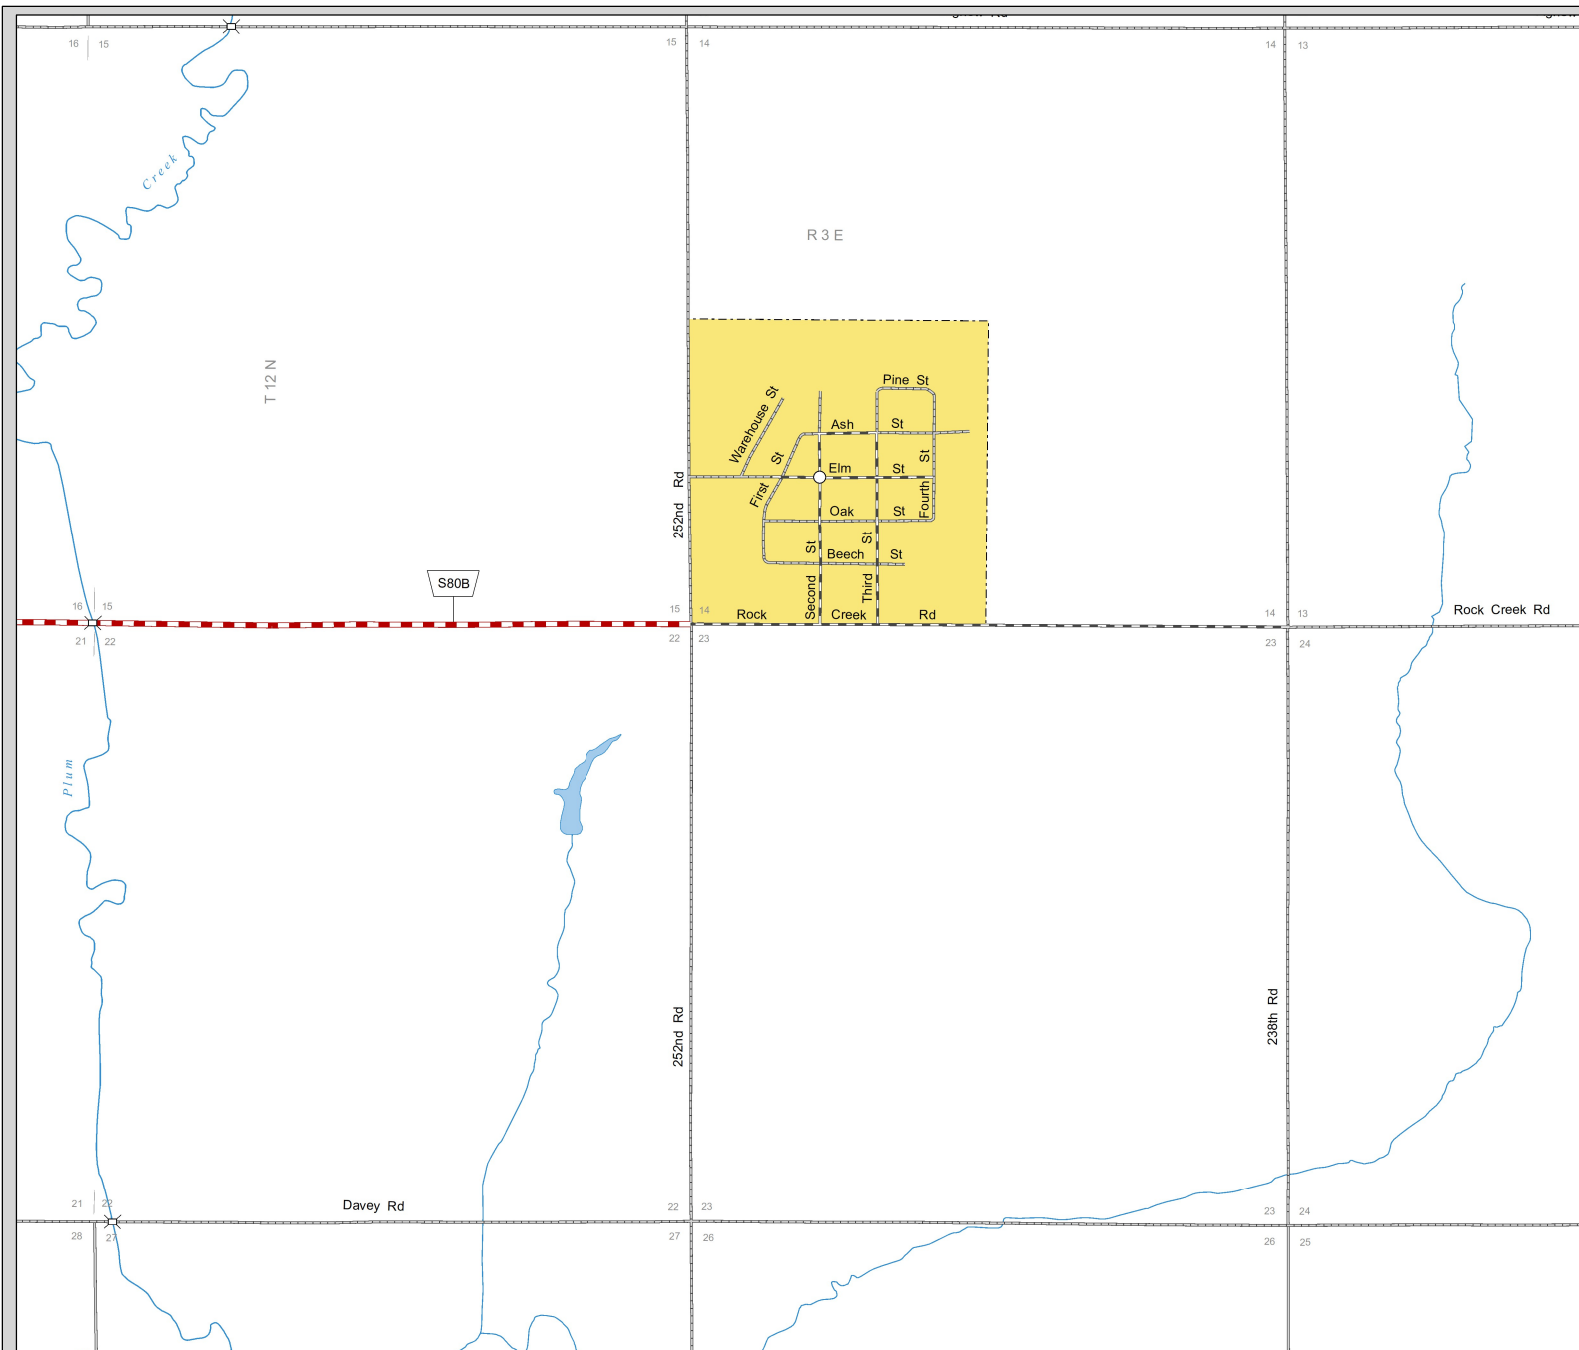 16 15
15 14
14 13
Creek
R 3 E
T 12 N
Pine St
Warehouse St
Ash St
First St
Elm St
Fourth St
252nd Rd
Oak St
Beech St
Second St
Third St
S80B
16 15
15 14
14 13
Rock Creek Rd
Rock Creek Rd
21 22
22 23
23 24
Plum
252nd Rd
238th Rd
21 22
Davey Rd
22 23
23 24
28 27
27 26
26 25